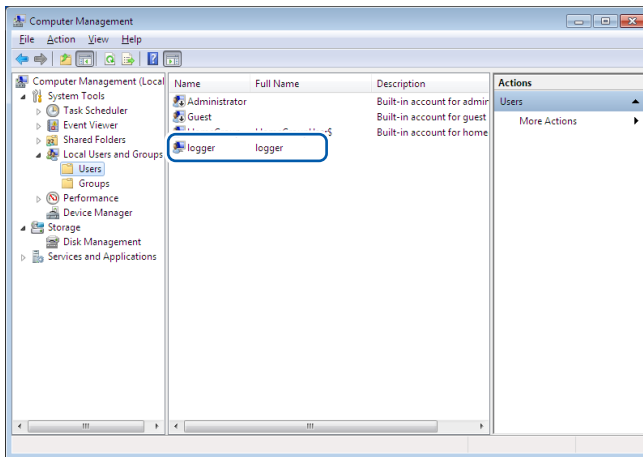 Computer Management
File Action View Help
Computer Management (Local
System Tools
Task Scheduler
Event Viewer
Shared Folders
Local Users and Groups
Users
Groups
Performance
Device Manager
Storage
Disk Management
Services and Applications
Name Full Name Description
Administrator Built-in account for admir
Guest Built-in account for guest
Built-in account for home
logger logger
Actions
Users
More Actions